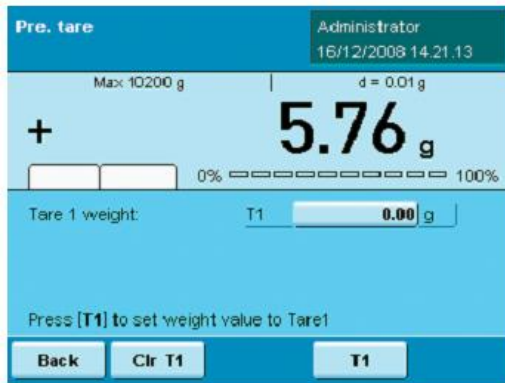 Pre. tare
Administrator
16/12/2008 14.21.13
Max 10200 g
d = 0.01 g
+ 5.76 g
0% 100%
Tare 1 weight: T1 0.00 g
Press [T1] to set weight value to Tare1
Back Clr T1 T1